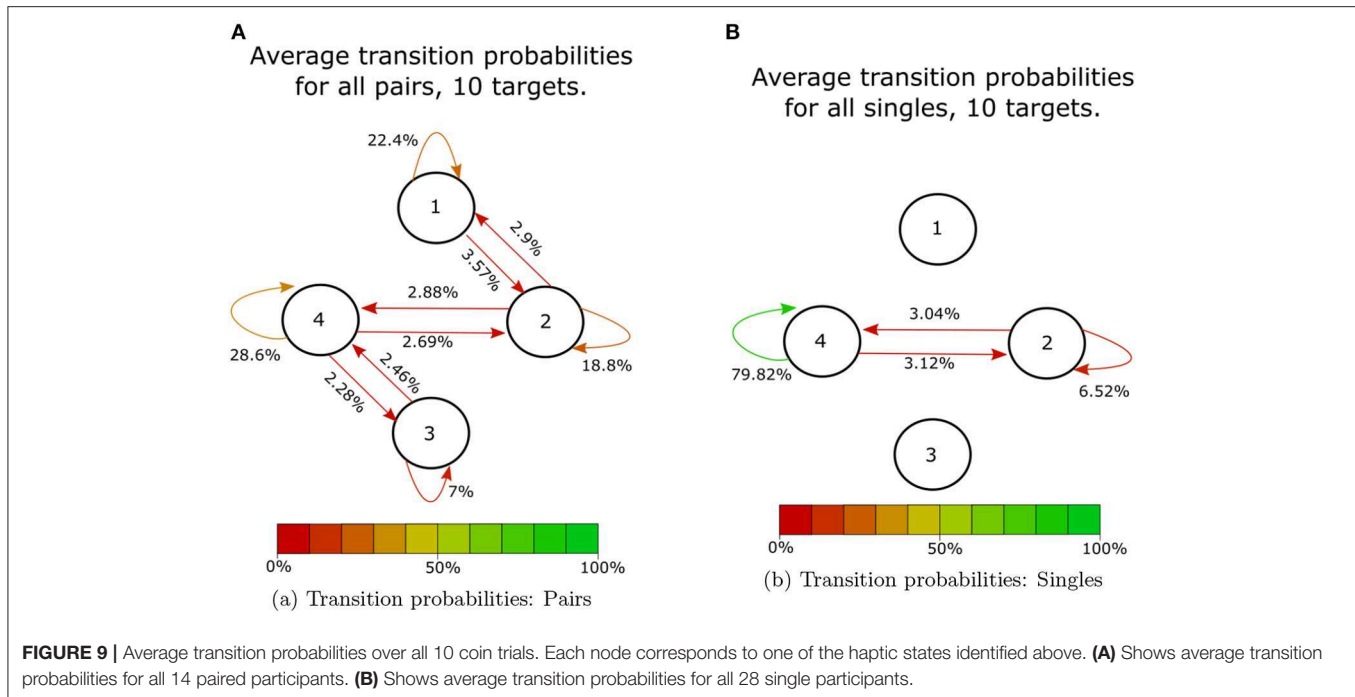 A
Average transition probabilities
for all pairs, 10 targets.
22.4%
1
2.9%
3.57%
2.88%
4
2
2.69%
28.6%
18.8%
2.46%
2.28%
3
7%
0%
50%
100%
(a) Transition probabilities: Pairs
B
Average transition probabilities
for all singles, 10 targets.
1
3.04%
4
2
3.12%
79.82%
6.52%
3
0%
50%
100%
(b) Transition probabilities: Singles
FIGURE 9 | Average transition probabilities over all 10 coin trials. Each node corresponds to one of the haptic states identified above. (A) Shows average transition
probabilities for all 14 paired participants. (B) Shows average transition probabilities for all 28 single participants.